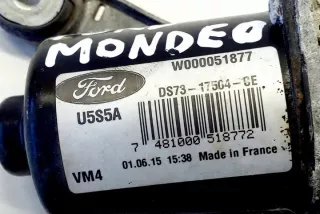 MONDEO
W000051877
Ford
DS73-17504-CE
U5S5A
7 481000 518772
01.06.15 15:38 Made in France
VM4